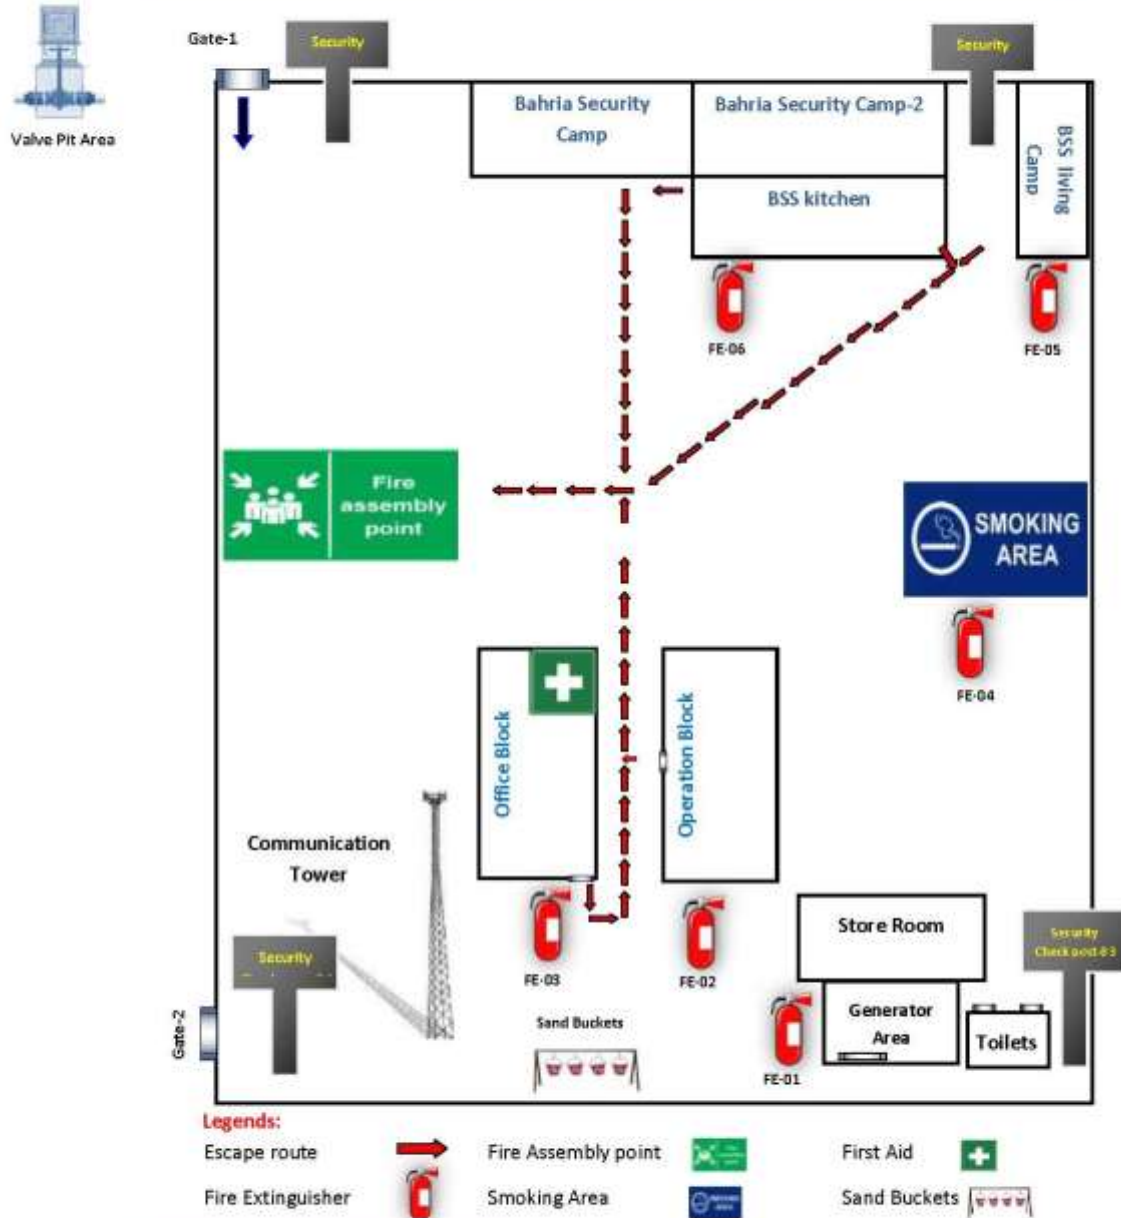 Gate-1
Security
Security
Valve Pit Area
Bahria Security
Camp
Bahria Security Camp-2
BSS living
Camp
BSS kitchen
FE-06
FE-05
Fire
assembly
point
SMOKING
AREA
FE-04
Office Block
Operation Block
Communication
Tower
Store Room
Security
Security
Check post-03
FE-03
FE-02
Gate-2
Sand Buckets
Generator
Area
Toilets
FE-01
Legends:
Escape route
Fire Assembly point
First Aid
Fire Extinguisher
Smoking Area
Sand Buckets